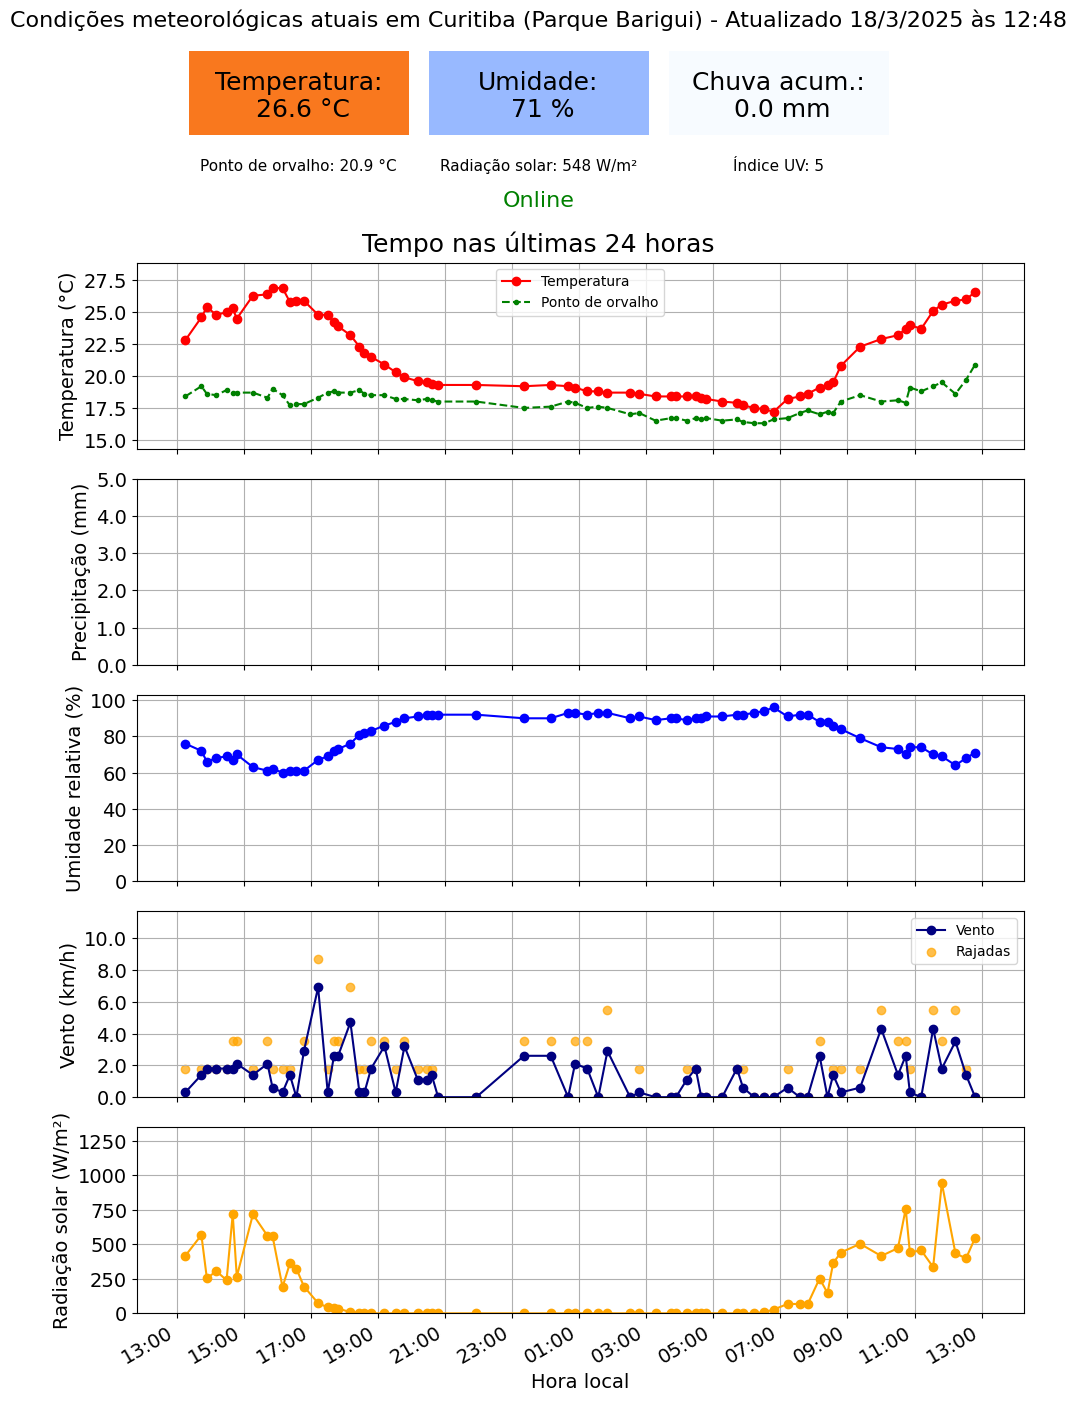 Condições meteorológicas atuais em Curitiba (Parque Barigui) - Atualizado 18/3/2025 às 12:48
Temperatura:
26.6 °C
Umidade:
71 %
Chuva acum.:
0.0 mm
Ponto de orvalho: 20.9 °C
Radiação solar: 548 W/m²
Índice UV: 5
Online
Tempo nas últimas 24 horas
Temperatura (°C)
27.5
25.0
22.5
20.0
17.5
15.0
Temperatura
Ponto de orvalho
Precipitação (mm)
5.0
4.0
3.0
2.0
1.0
0.0
Umidade relativa (%)
100
80
60
40
20
0
Vento (km/h)
10.0
8.0
6.0
4.0
2.0
0.0
Vento
Rajadas
Radiação solar (W/m²)
1250
1000
750
500
250
0
13:00
15:00
17:00
19:00
21:00
23:00
01:00
03:00
05:00
07:00
09:00
11:00
13:00
Hora local